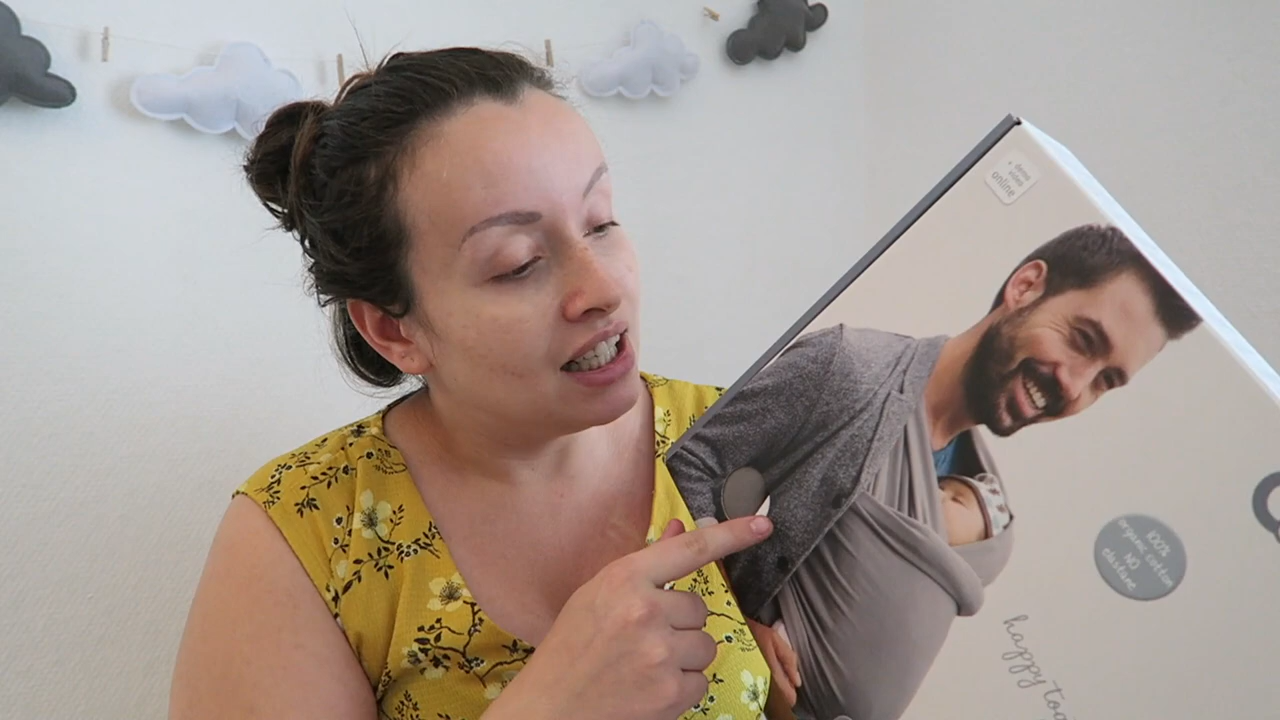 + demo
video
online
100%
organic cotton
NO
elastane
happy